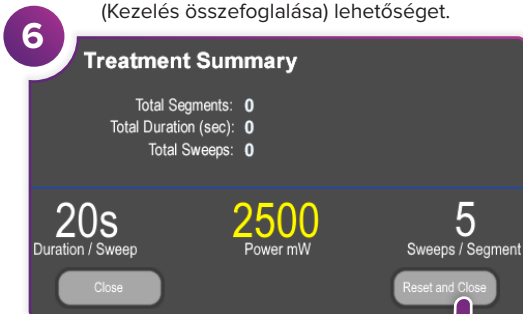 (Kezelés összefoglalása) lehetőséget.
6
Treatment Summary
Total Segments: 0
Total Duration (sec): 0
Total Sweeps: 0
20s
Duration / Sweep
2500
Power mW
5
Sweeps / Segment
Close
Reset and Close